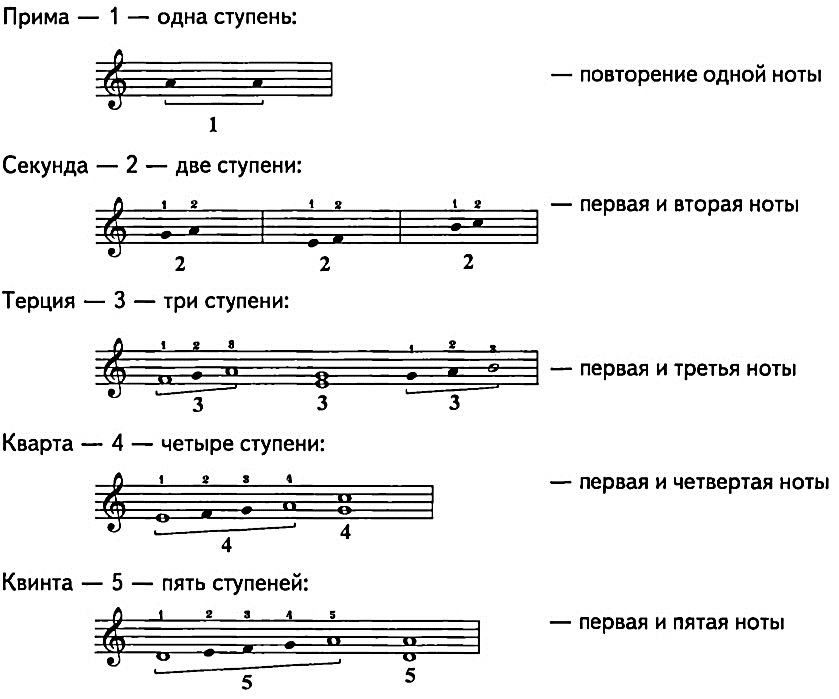 Прима — 1 — одна ступень:
— повторение одной ноты
1
Секунда — 2 — две ступени:
1 2 1 2 1 2
— первая и вторая ноты
2 2 2
Терция — 3 — три ступени:
1 2 3 1 2 3
— первая и третья ноты
3 3 3
Кварта — 4 — четыре ступени:
1 2 3 4
— первая и четвертая ноты
4 4
Квинта — 5 — пять ступеней:
1 2 3 4 5
— первая и пятая ноты
5 5